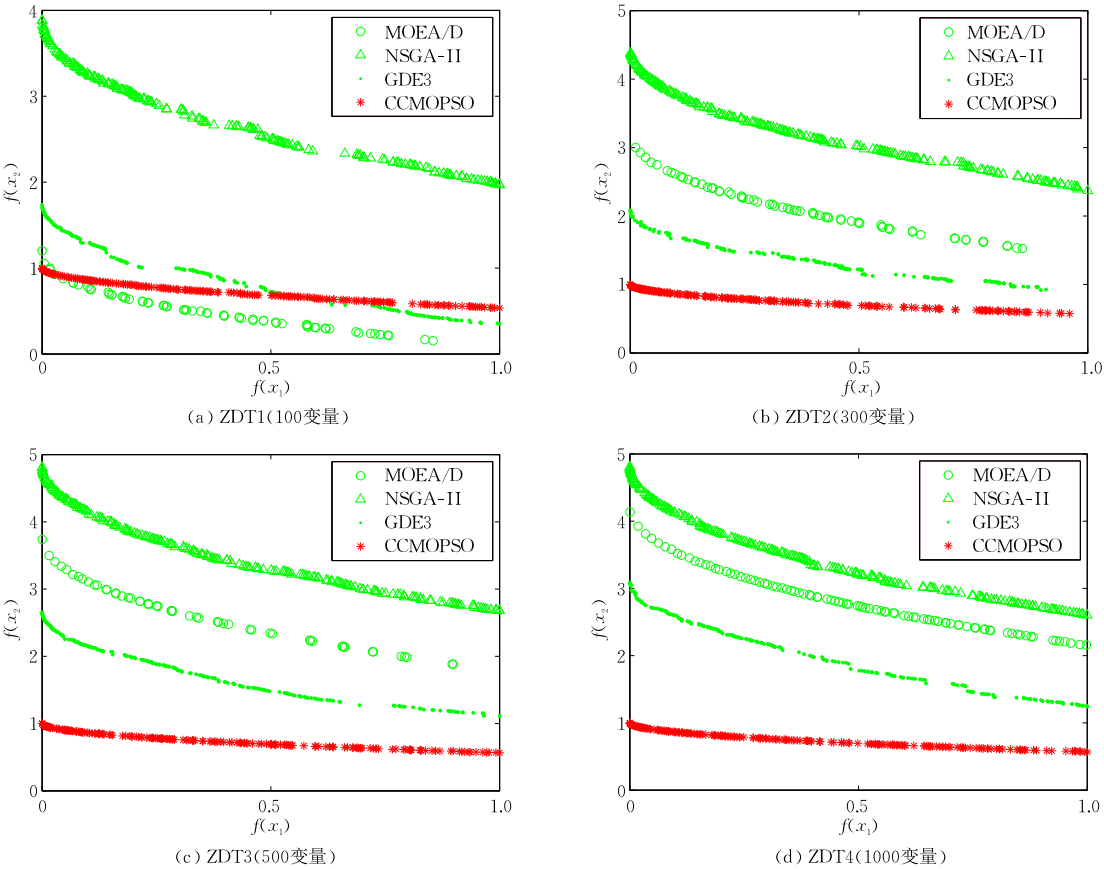 4
3
2
1
0
f(x₂)
MOEA/D
NSGA-II
GDE3
CCMOPSO
0 0.5 1.0
f(x₁)
(a) ZDT1(100变量)
5
4
3
2
1
0
f(x₂)
MOEA/D
NSGA-II
GDE3
CCMOPSO
0 0.5 1.0
f(x₁)
(b) ZDT2(300变量)
5
4
3
2
1
0
f(x₂)
MOEA/D
NSGA-II
GDE3
CCMOPSO
0 0.5 1.0
f(x₁)
(c) ZDT3(500变量)
5
4
3
2
1
0
f(x₂)
MOEA/D
NSGA-II
GDE3
CCMOPSO
0 0.5 1.0
f(x₁)
(d) ZDT4(1000变量)